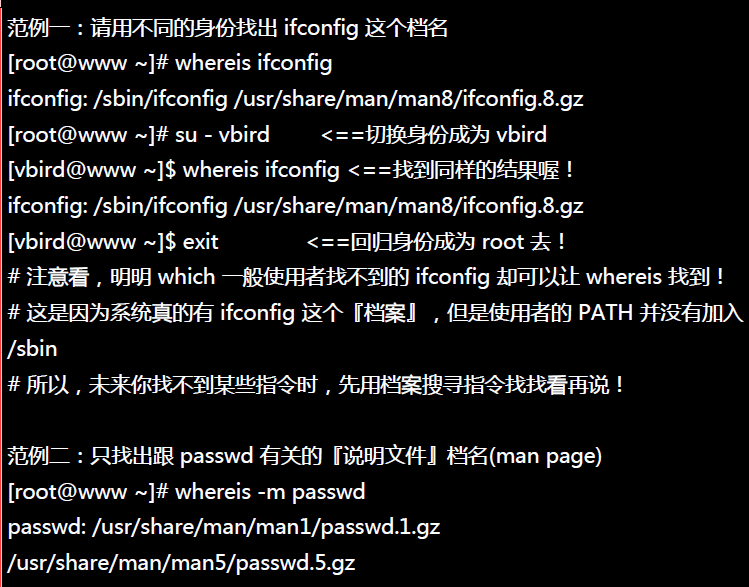 范例一：请用不同的身份找出 ifconfig 这个档名
[root@www ~]# whereis ifconfig
ifconfig: /sbin/ifconfig /usr/share/man/man8/ifconfig.8.gz
[root@www ~]# su - vbird        <==切换身份成为 vbird
[vbird@www ~]$ whereis ifconfig <==找到同样的结果喔！
ifconfig: /sbin/ifconfig /usr/share/man/man8/ifconfig.8.gz
[vbird@www ~]$ exit              <==回归身份成为 root 去！
# 注意看，明明 which 一般使用者找不到的 ifconfig 却可以让 whereis 找到！
# 这是因为系统真的有 ifconfig 这个『档案』，但是使用者的 PATH 并没有加入
/sbin
# 所以，未来你找不到某些指令时，先用档案搜寻指令找找看再说！
范例二：只找出跟 passwd 有关的『说明文件』档名(man page)
[root@www ~]# whereis -m passwd
passwd: /usr/share/man/man1/passwd.1.gz
/usr/share/man/man5/passwd.5.gz